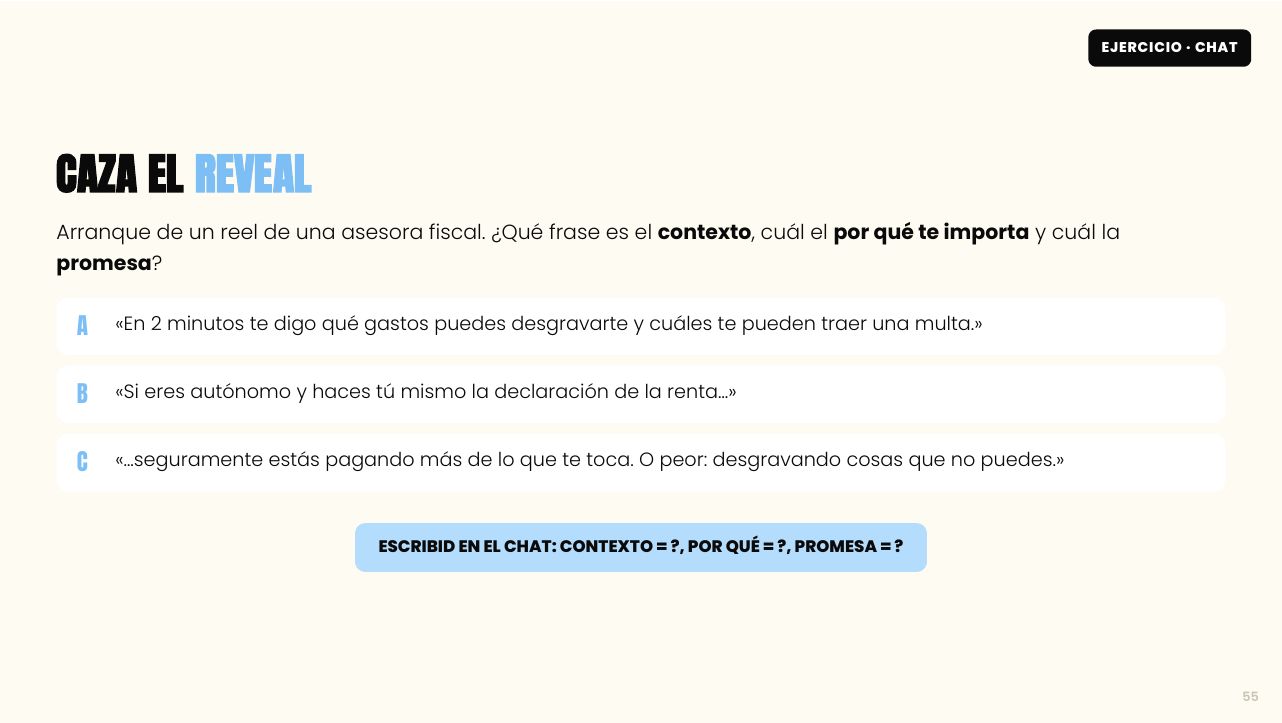 EJERCICIO · CHAT
CAZA EL REVEAL
Arranque de un reel de una asesora fiscal. ¿Qué frase es el contexto, cuál el por qué te importa y cuál la
promesa?
A «En 2 minutos te digo qué gastos puedes desgravarte y cuáles te pueden traer una multa.»
B «Si eres autónomo y haces tú mismo la declaración de la renta…»
C «…seguramente estás pagando más de lo que te toca. O peor: desgravando cosas que no puedes.»
ESCRIBID EN EL CHAT: CONTEXTO = ?, POR QUÉ = ?, PROMESA = ?
55